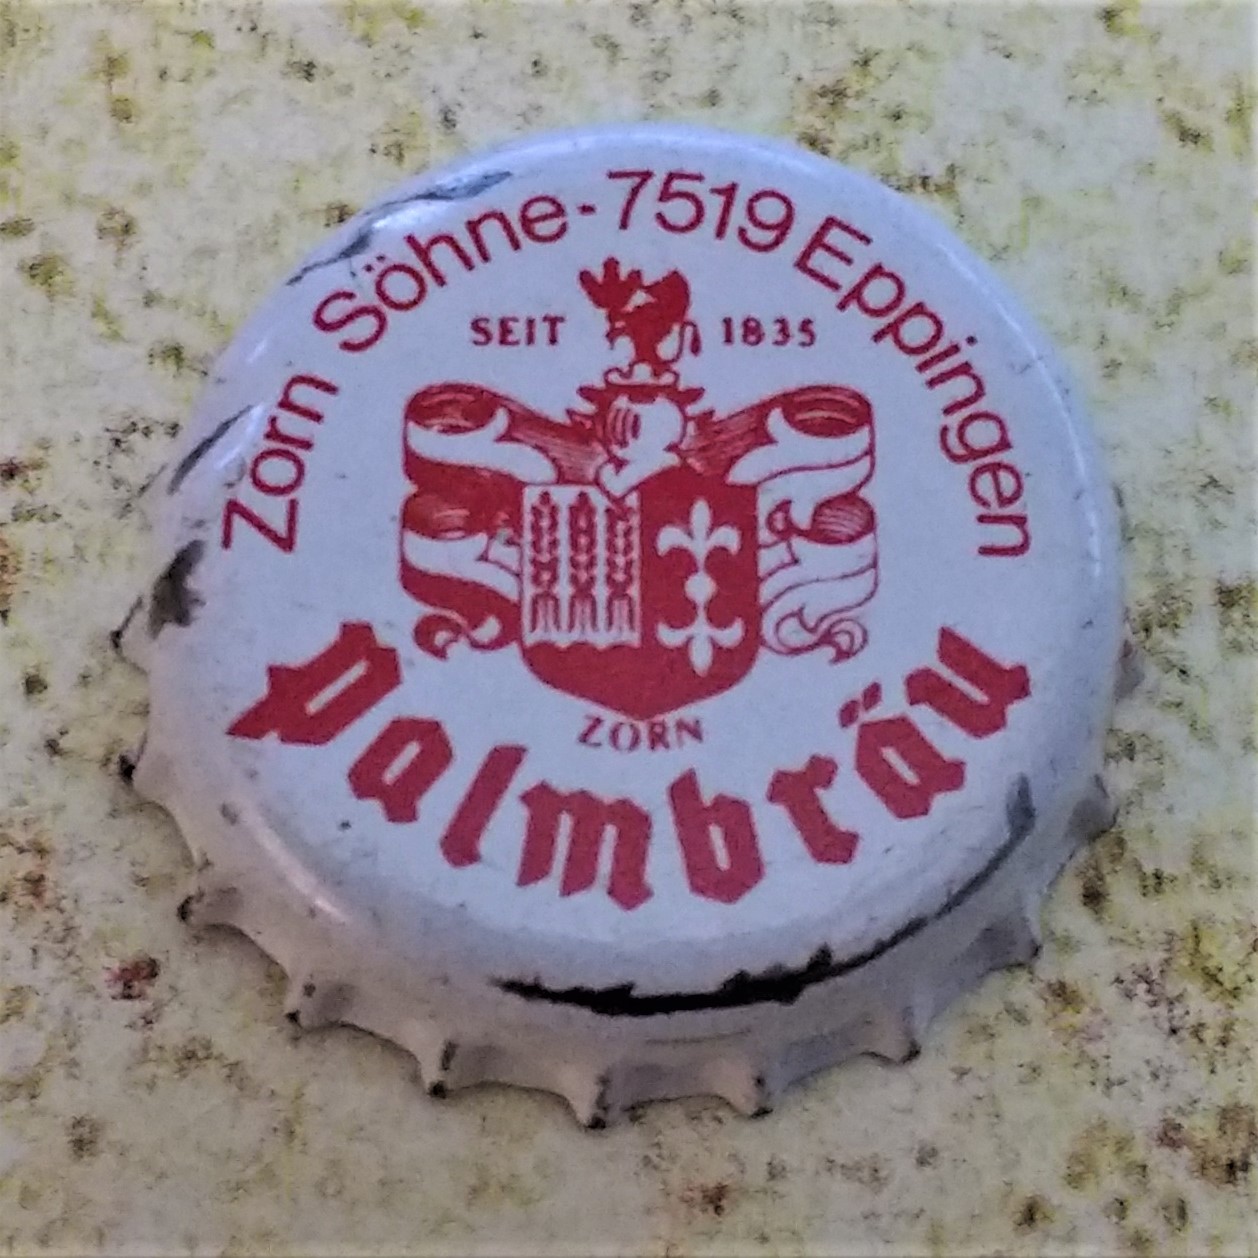 Zorn Söhne-7519 Eppingen
SEIT 1835
ZORN
Palmbräu